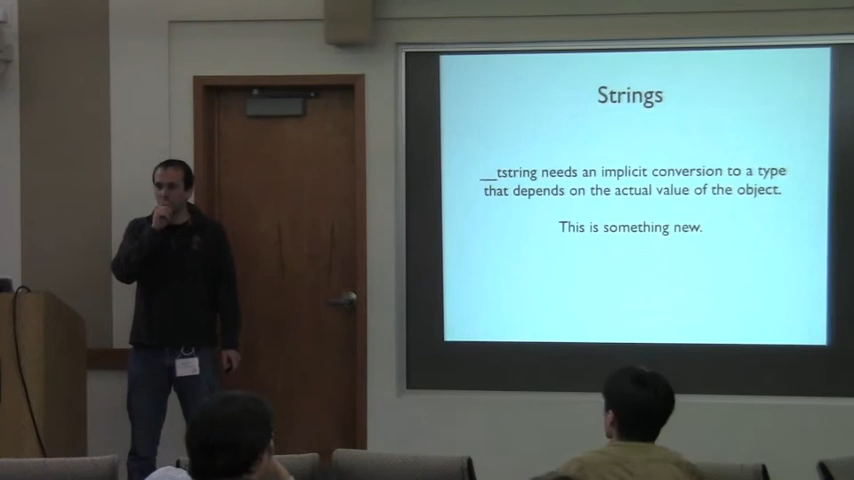 Strings
__tstring needs an implicit conversion to a type
that depends on the actual value of the object.
This is something new.